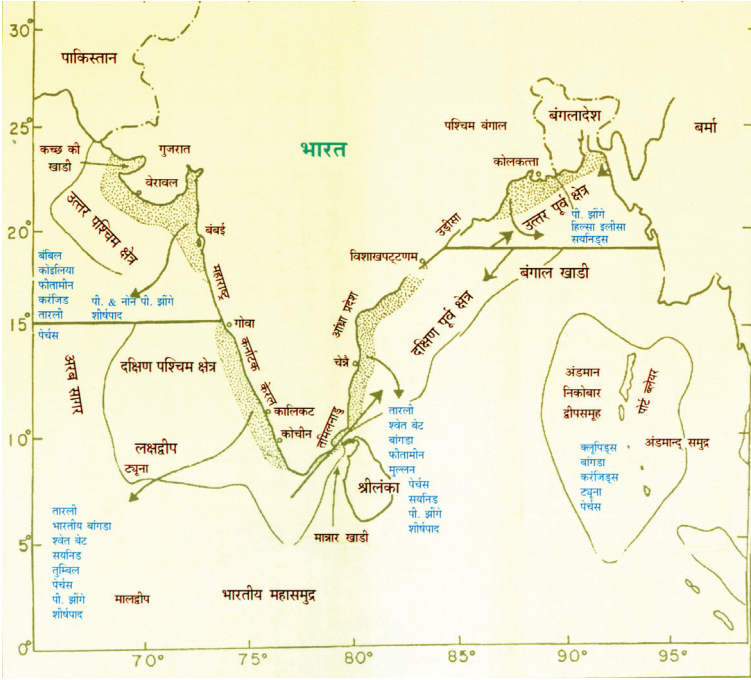 30°
पाकिस्तान
25°
कच्छ की
खाडी
गुजरात
वेरावल
भारत
पश्चिम बंगाल
बंगलादेश
बर्मा
कोलकत्ता
उत्तर पश्चिम क्षेत्र
20°
बंबई
उड़ीसा
उत्तर पूर्व क्षेत्र
पी. झींगे
हिल्सा इलीसा
सयनिड्स
बंबिल
कोइलिया
फीतामीन
करंजिड
तारली
पेर्चस
पी. & नॉन पी. झींगे
शीर्षपाद
महाराष्ट्र
विशाखपट्टणम
बंगाल खाडी
15°
गोवा
आंध्रा प्रदेश
दक्षिण पूर्व क्षेत्र
अरब सागर
दक्षिण पश्चिम क्षेत्र
कर्नाटक
केरल
चेन्नै
अंडमान
निकोबार
द्वीपसमूह
पोर्ट ब्लेयर
कालिकट
कोचीन
तमिलनाडु
10°
लक्षद्वीप
ट्यूना
तारली
श्वेत बेट
बांगडा
फीतामीन
मुल्लन
पेर्चस
सयनिड
पी. झींगे
शीर्षपाद
क्लूपिड्स
बांगडा
करंजिड्स
ट्यूना
पेर्चस
अंडमान्द समुद्र
श्रीलंका
मान्नार खाडी
तारली
भारतीय बांगडा
श्वेत बेट
सयनिड
तुम्बिल
पेर्चस
पी. झींगे
शीर्षपाद
5°
मालद्वीप
भारतीय महासमुद्र
0°
70°
75°
80°
85°
90°
95°